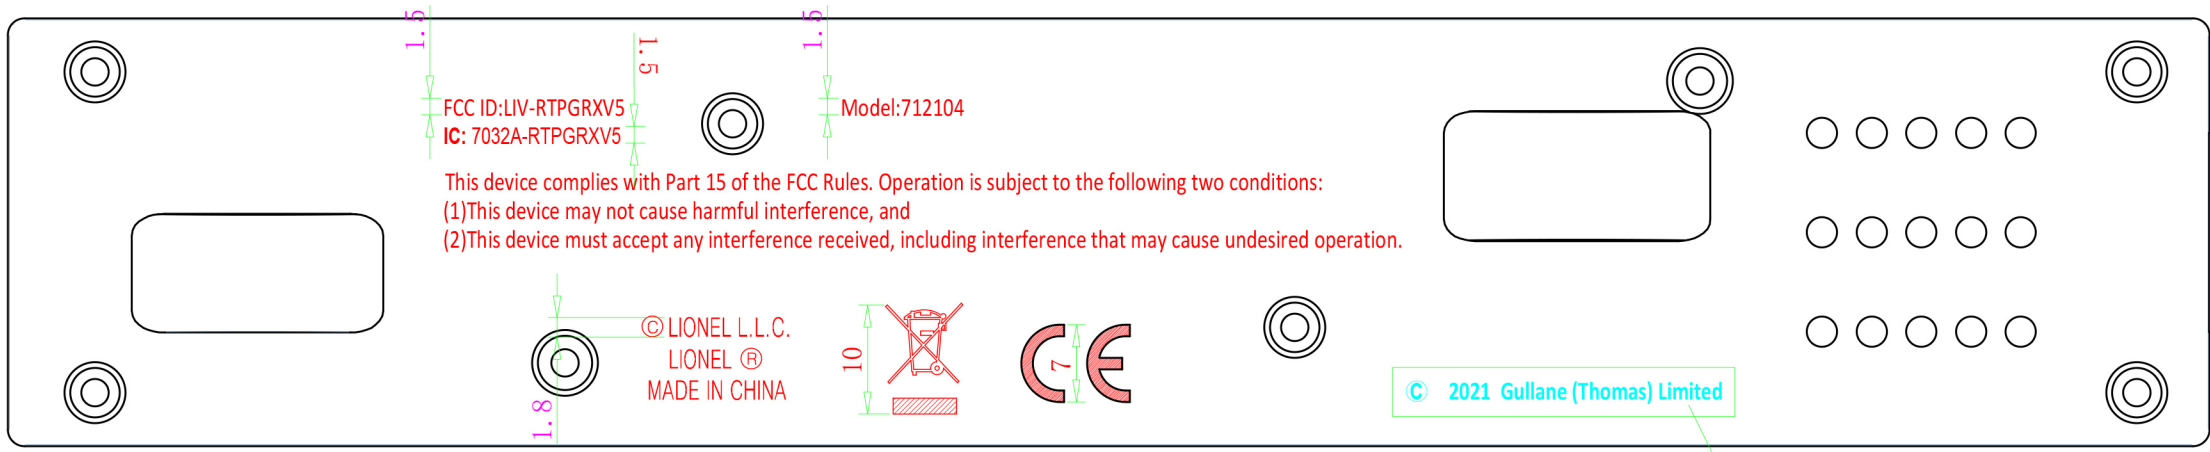 1.5
1.5
1.5
FCC ID:LIV-RTPGRXV5
Model:712104
IC: 7032A-RTPGRXV5
This device complies with Part 15 of the FCC Rules. Operation is subject to the following two conditions:
(1)This device may not cause harmful interference, and
(2)This device must accept any interference received, including interference that may cause undesired operation.
© LIONEL L.L.C.
LIONEL ®
MADE IN CHINA
1.8
10
CE
7
© 2021 Gullane (Thomas) Limited